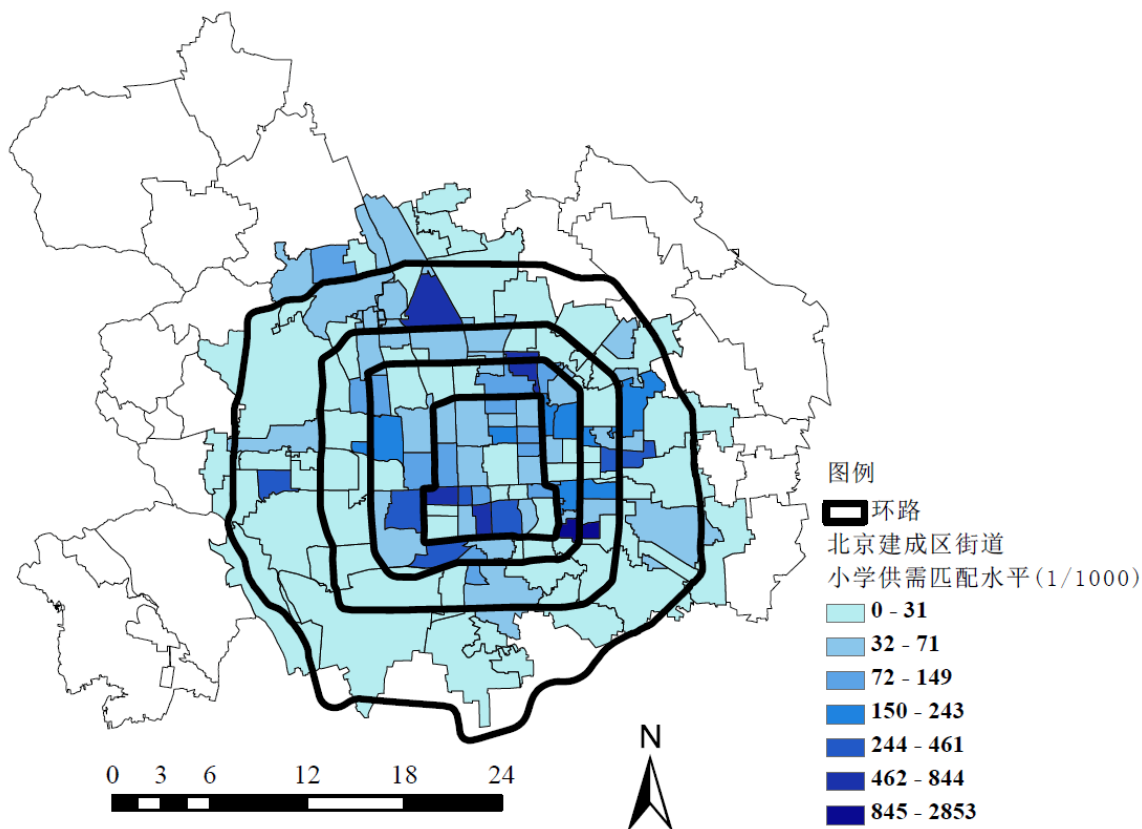 图例
环路
北京建成区街道
小学供需匹配水平(1/1000)
0 - 31
32 - 71
72 - 149
150 - 243
244 - 461
462 - 844
845 - 2853
N
0 3 6 12 18 24